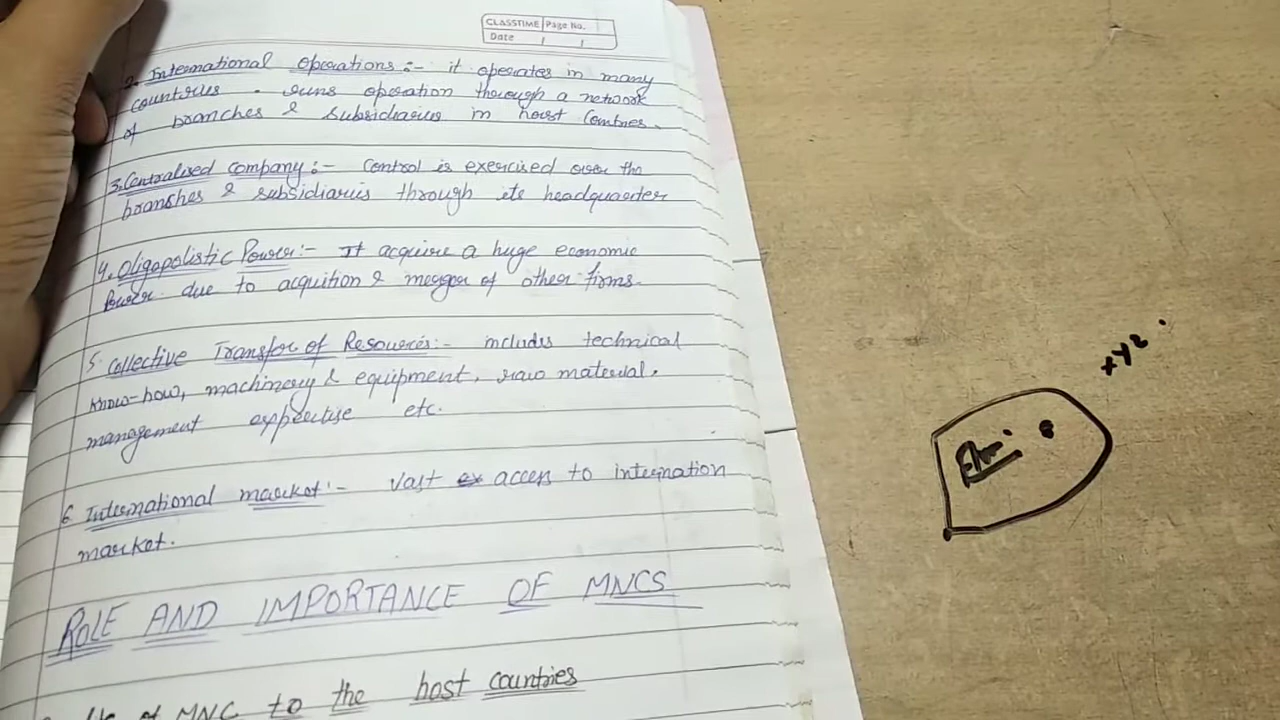 CLASSTIME Page No.
Date / /
2. International operations :- it operates in many
countries . runs operation through a network
of branches & subsidiaries in houst Countries.
3. Centralised company :- Control is exercised over the
branches & subsidiaries through its headquarter
4. Oligopolistic Power :- It acquire a huge economic
Power due to acquition & merger of other firms.
5. Collective Transfer of Resources :- includes technical
know-how, machinery & equipment, raw material,
management expertise etc.
6. International market :- Vast access to internation
market.
ROLE AND IMPORTANCE OF MNCS
of MNC to the host countries
XYZ